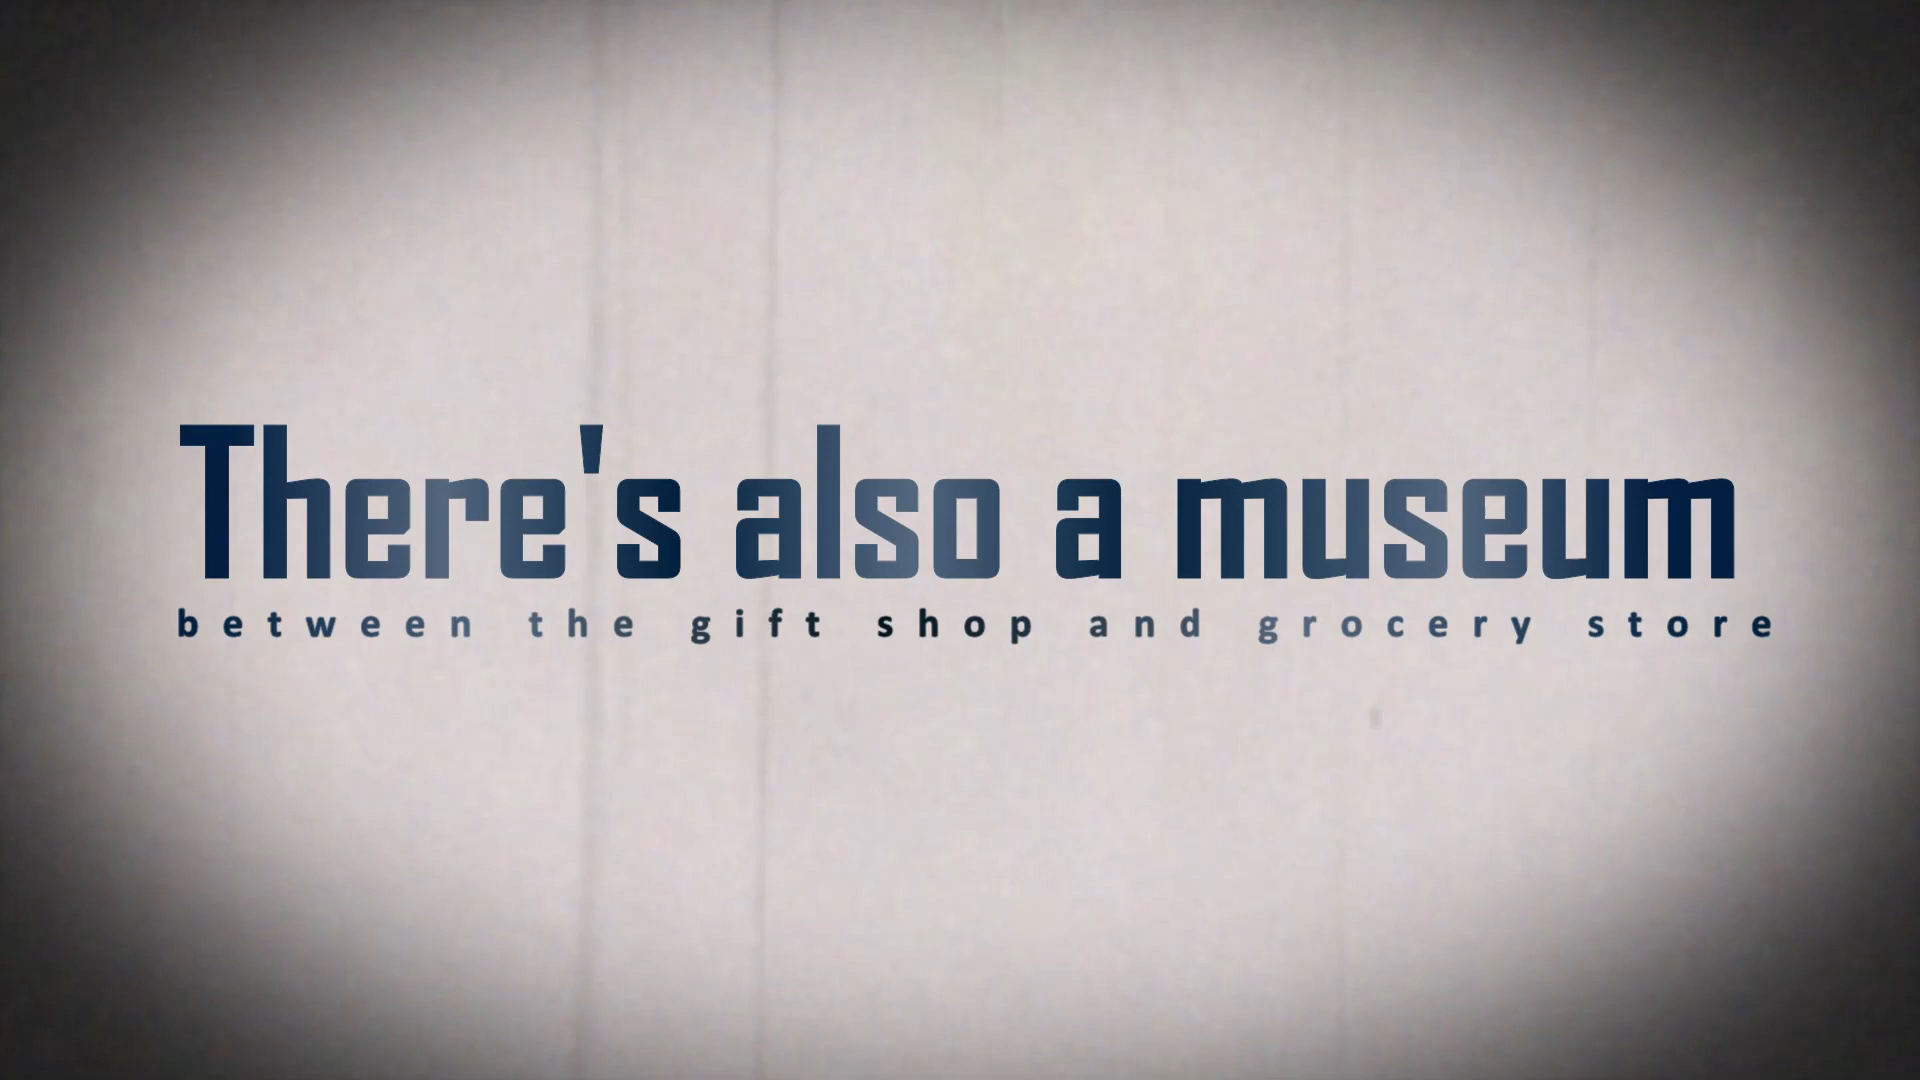 There's also a museum
between the gift shop and grocery store